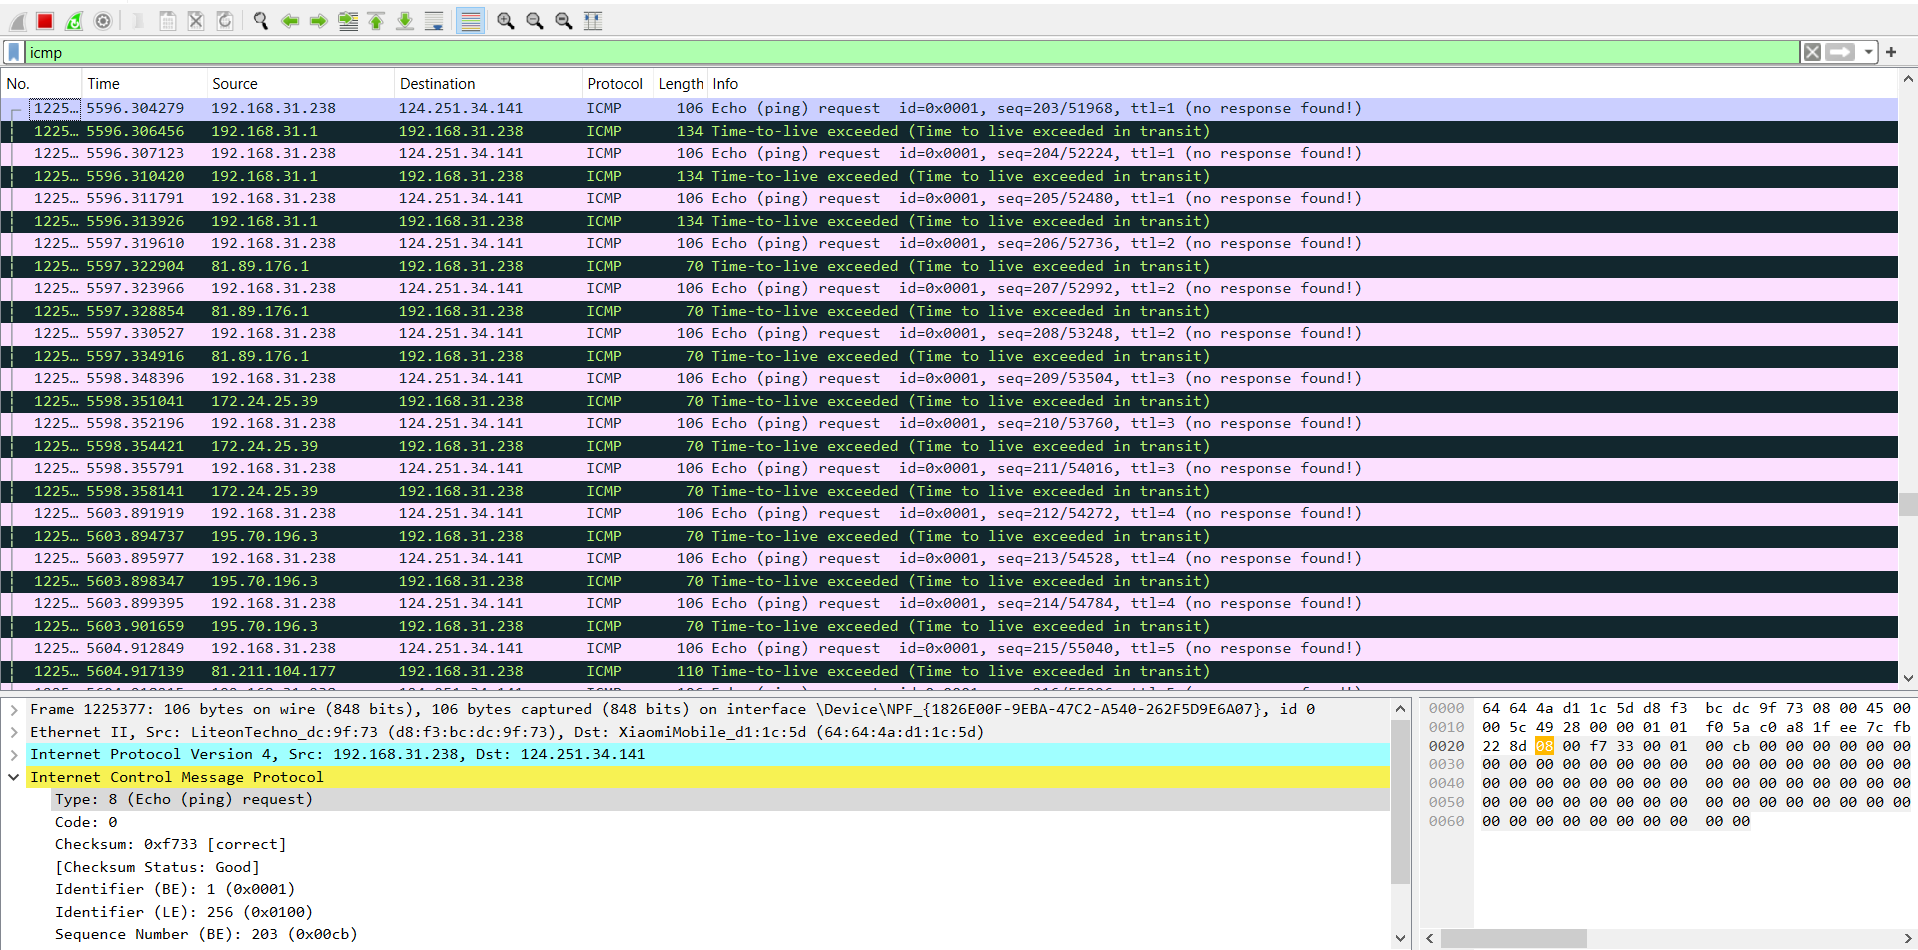 icmp
No. Time Source Destination Protocol Length Info
1225… 5596.304279 192.168.31.238 124.251.34.141 ICMP 106 Echo (ping) request id=0x0001, seq=203/51968, ttl=1 (no response found!)
1225… 5596.306456 192.168.31.1 192.168.31.238 ICMP 134 Time-to-live exceeded (Time to live exceeded in transit)
1225… 5596.307123 192.168.31.238 124.251.34.141 ICMP 106 Echo (ping) request id=0x0001, seq=204/52224, ttl=1 (no response found!)
1225… 5596.310420 192.168.31.1 192.168.31.238 ICMP 134 Time-to-live exceeded (Time to live exceeded in transit)
1225… 5596.311791 192.168.31.238 124.251.34.141 ICMP 106 Echo (ping) request id=0x0001, seq=205/52480, ttl=1 (no response found!)
1225… 5596.313926 192.168.31.1 192.168.31.238 ICMP 134 Time-to-live exceeded (Time to live exceeded in transit)
1225… 5597.319610 192.168.31.238 124.251.34.141 ICMP 106 Echo (ping) request id=0x0001, seq=206/52736, ttl=2 (no response found!)
1225… 5597.322904 81.89.176.1 192.168.31.238 ICMP 70 Time-to-live exceeded (Time to live exceeded in transit)
1225… 5597.323966 192.168.31.238 124.251.34.141 ICMP 106 Echo (ping) request id=0x0001, seq=207/52992, ttl=2 (no response found!)
1225… 5597.328854 81.89.176.1 192.168.31.238 ICMP 70 Time-to-live exceeded (Time to live exceeded in transit)
1225… 5597.330527 192.168.31.238 124.251.34.141 ICMP 106 Echo (ping) request id=0x0001, seq=208/53248, ttl=2 (no response found!)
1225… 5597.334916 81.89.176.1 192.168.31.238 ICMP 70 Time-to-live exceeded (Time to live exceeded in transit)
1225… 5598.348396 192.168.31.238 124.251.34.141 ICMP 106 Echo (ping) request id=0x0001, seq=209/53504, ttl=3 (no response found!)
1225… 5598.351041 172.24.25.39 192.168.31.238 ICMP 70 Time-to-live exceeded (Time to live exceeded in transit)
1225… 5598.352196 192.168.31.238 124.251.34.141 ICMP 106 Echo (ping) request id=0x0001, seq=210/53760, ttl=3 (no response found!)
1225… 5598.354421 172.24.25.39 192.168.31.238 ICMP 70 Time-to-live exceeded (Time to live exceeded in transit)
1225… 5598.355791 192.168.31.238 124.251.34.141 ICMP 106 Echo (ping) request id=0x0001, seq=211/54016, ttl=3 (no response found!)
1225… 5598.358141 172.24.25.39 192.168.31.238 ICMP 70 Time-to-live exceeded (Time to live exceeded in transit)
1225… 5603.891919 192.168.31.238 124.251.34.141 ICMP 106 Echo (ping) request id=0x0001, seq=212/54272, ttl=4 (no response found!)
1225… 5603.894737 195.70.196.3 192.168.31.238 ICMP 70 Time-to-live exceeded (Time to live exceeded in transit)
1225… 5603.895977 192.168.31.238 124.251.34.141 ICMP 106 Echo (ping) request id=0x0001, seq=213/54528, ttl=4 (no response found!)
1225… 5603.898347 195.70.196.3 192.168.31.238 ICMP 70 Time-to-live exceeded (Time to live exceeded in transit)
1225… 5603.899395 192.168.31.238 124.251.34.141 ICMP 106 Echo (ping) request id=0x0001, seq=214/54784, ttl=4 (no response found!)
1225… 5603.901659 195.70.196.3 192.168.31.238 ICMP 70 Time-to-live exceeded (Time to live exceeded in transit)
1225… 5604.912849 192.168.31.238 124.251.34.141 ICMP 106 Echo (ping) request id=0x0001, seq=215/55040, ttl=5 (no response found!)
1225… 5604.917139 81.211.104.177 192.168.31.238 ICMP 110 Time-to-live exceeded (Time to live exceeded in transit)
Frame 1225377: 106 bytes on wire (848 bits), 106 bytes captured (848 bits) on interface \Device\NPF_{1826E00F-9EBA-47C2-A540-262F5D9E6A07}, id 0
Ethernet II, Src: LiteonTechno_dc:9f:73 (d8:f3:bc:dc:9f:73), Dst: XiaomiMobile_d1:1c:5d (64:64:4a:d1:1c:5d)
Internet Protocol Version 4, Src: 192.168.31.238, Dst: 124.251.34.141
Internet Control Message Protocol
Type: 8 (Echo (ping) request)
Code: 0
Checksum: 0xf733 [correct]
[Checksum Status: Good]
Identifier (BE): 1 (0x0001)
Identifier (LE): 256 (0x0100)
Sequence Number (BE): 203 (0x00cb)
0000 64 64 4a d1 1c 5d d8 f3 bc dc 9f 73 08 00 45 00
0010 00 5c 49 28 00 00 01 01 f0 5a c0 a8 1f ee 7c fb
0020 22 8d 08 00 f7 33 00 01 00 cb 00 00 00 00 00 00
0030 00 00 00 00 00 00 00 00 00 00 00 00 00 00 00 00
0040 00 00 00 00 00 00 00 00 00 00 00 00 00 00 00 00
0050 00 00 00 00 00 00 00 00 00 00 00 00 00 00 00 00
0060 00 00 00 00 00 00 00 00 00 00